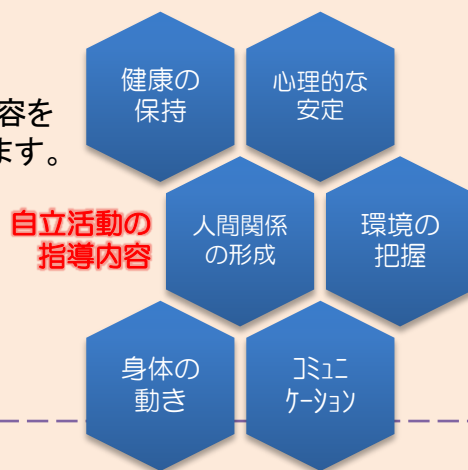 健康の
保持
心理的な
安定
容を
ます。
自立活動の
指導内容
人間関係
の形成
環境の
把握
身体の
動き
ｺﾐｭﾆ
ｹｰｼｮﾝ